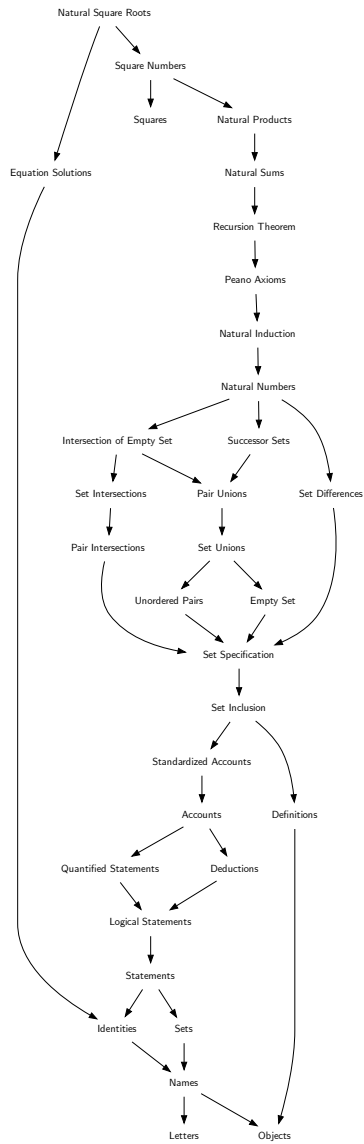 Natural Square Roots
Square Numbers
Squares
Natural Products
Equation Solutions
Natural Sums
Recursion Theorem
Peano Axioms
Natural Induction
Natural Numbers
Intersection of Empty Set
Successor Sets
Set Intersections
Pair Unions
Set Differences
Pair Intersections
Set Unions
Unordered Pairs
Empty Set
Set Specification
Set Inclusion
Standardized Accounts
Accounts
Definitions
Quantified Statements
Deductions
Logical Statements
Statements
Identities
Sets
Names
Letters
Objects